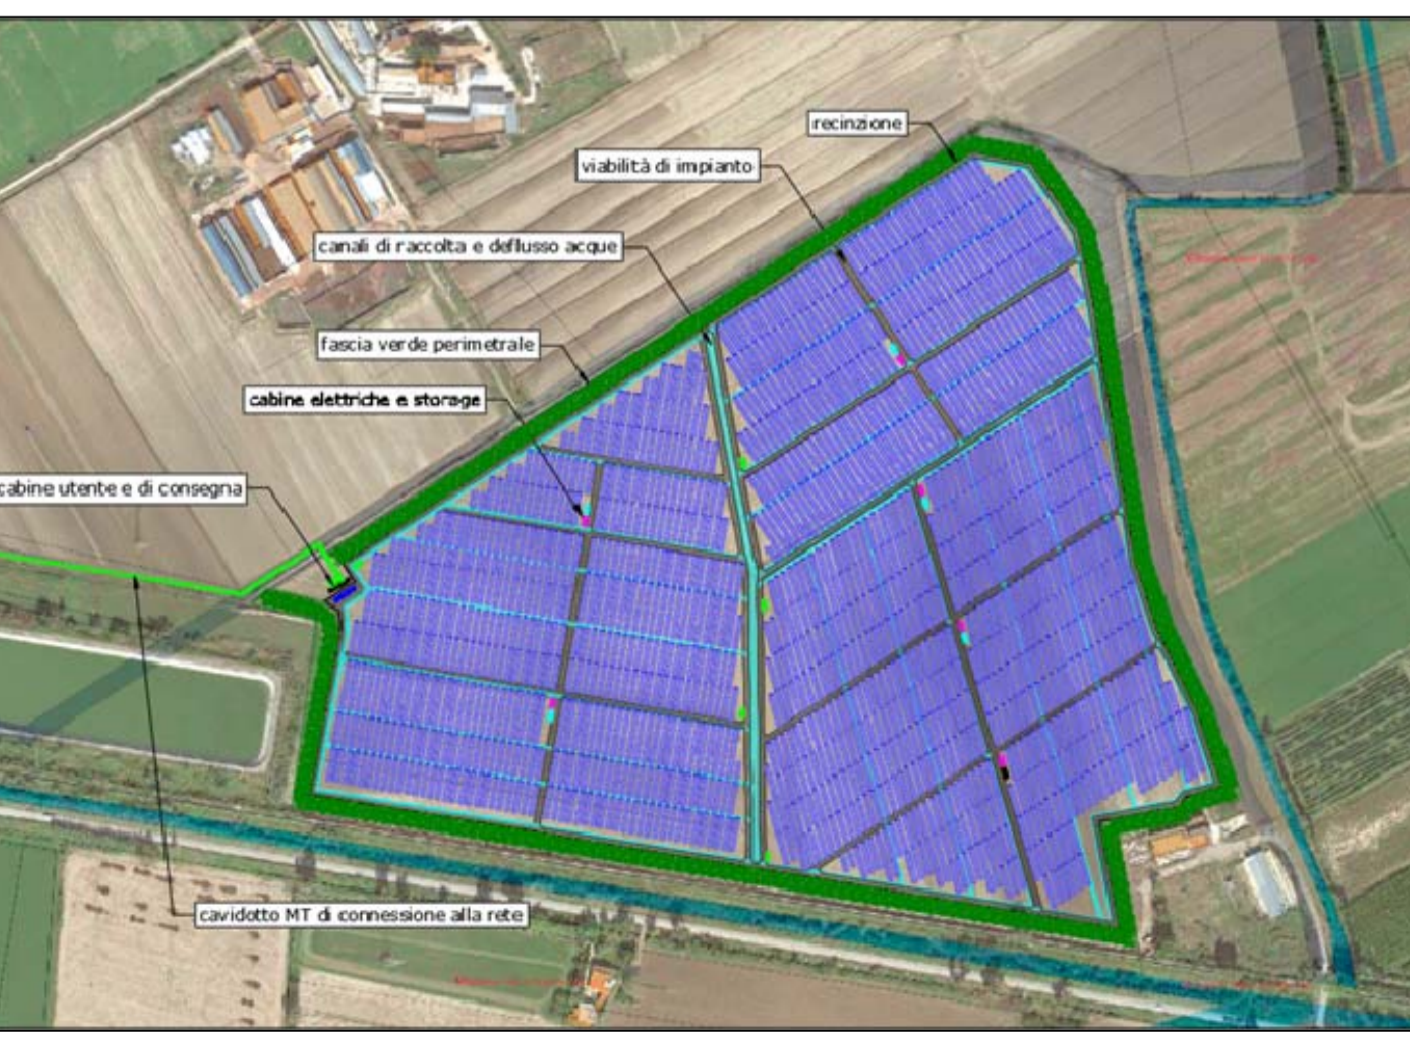 recinzione
viabilità di impianto
canali di raccolta e deflusso acque
fascia verde perimetrale
cabine elettriche e storage
cabine utente e di consegna
cavidotto MT di connessione alla rete